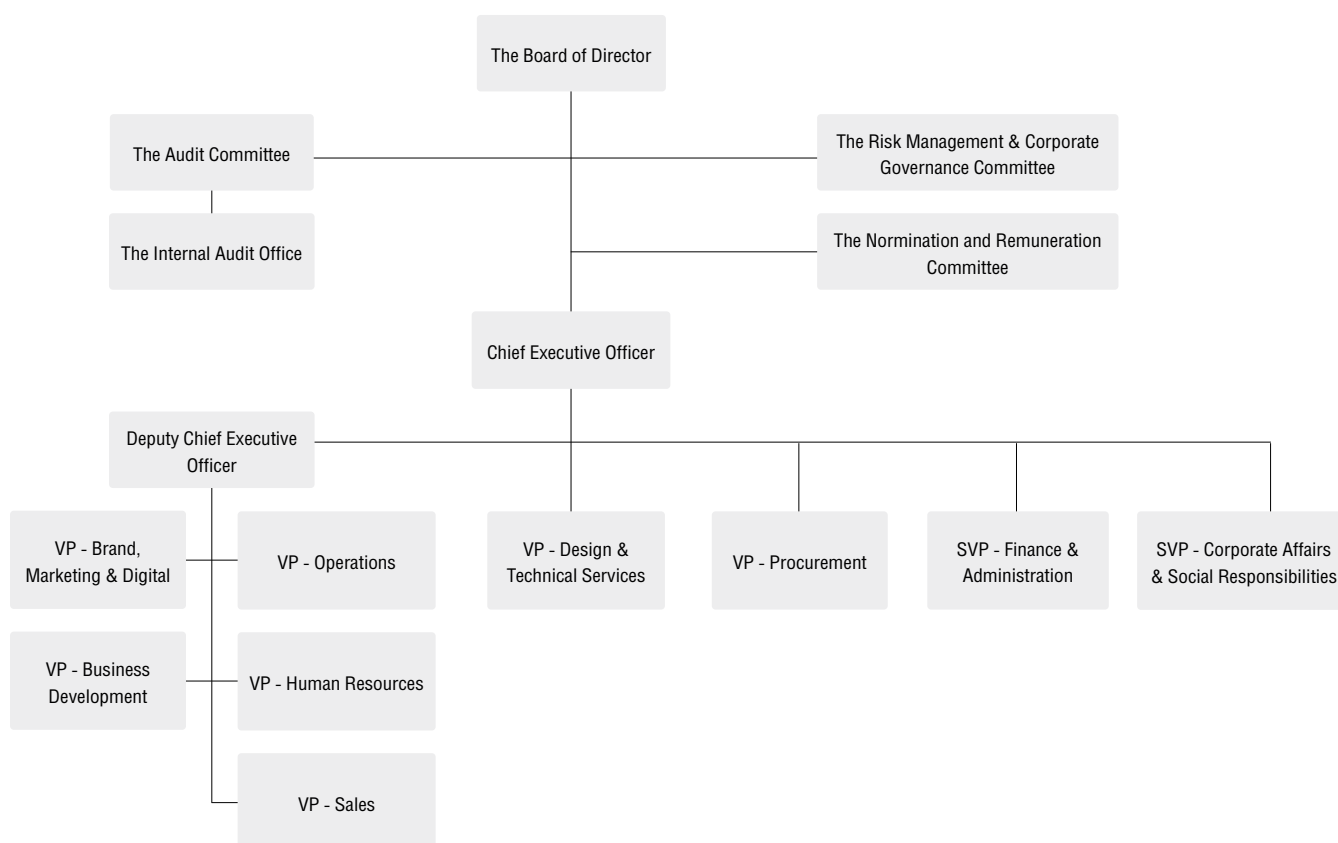 The Board of Director
The Audit Committee
The Risk Management & Corporate
Governance Committee
The Internal Audit Office
The Normination and Remuneration
Committee
Chief Executive Officer
Deputy Chief Executive
Officer
VP - Brand,
Marketing & Digital
VP - Operations
VP - Design &
Technical Services
VP - Procurement
SVP - Finance &
Administration
SVP - Corporate Affairs
& Social Responsibilities
VP - Business
Development
VP - Human Resources
VP - Sales